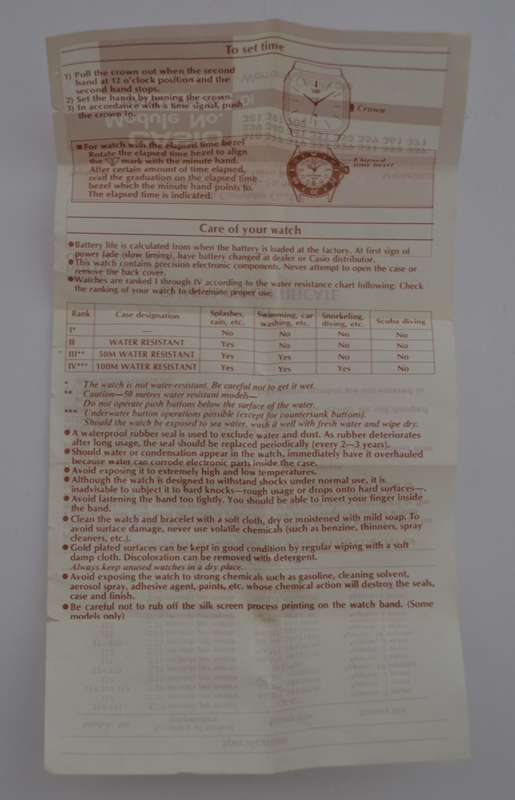 To set time
1) Pull the crown out when the second
hand at 12 o'clock position and the
second hand stops.
2) Set the hands by turning the crown.
3) In accordance with a time signal, push
the crown in.
Crown
■ For watch with the elapsed time bezel
Rotate the elapsed time bezel to align
the mark with the minute hand.
After certain amount of time elapsed,
read the graduation on the elapsed time
bezel which the minute hand points to.
The elapsed time is indicated.
Elapsed
time bezel
Care of your watch
●Battery life is calculated from when the battery is loaded at the factory. At first sign of
power fade (slow timing), have battery changed at dealer or Casio distributor.
●This watch contains precision electronic components. Never attempt to open the case or
remove the back cover.
●Watches are ranked I through IV according to the water resistance chart following: Check
the ranking of your watch to determine proper use.
Rank Case designation Splashes, rain, etc. Swimming, car washing, etc. Snorkeling, diving, etc. Scuba diving
I* — No No No No
II WATER RESISTANT Yes No No No
III** 50M WATER RESISTANT Yes Yes No No
IV*** 100M WATER RESISTANT Yes Yes Yes No
* The watch is not water-resistant. Be careful not to get it wet.
** Caution—50 metres water resistant models—
Do not operate push buttons below the surface of the water.
*** Underwater button operations possible (except for countersunk buttons).
Should the watch be exposed to sea water, wash it well with fresh water and wipe dry.
● A waterproof rubber seal is used to exclude water and dust. As rubber deteriorates
after long usage, the seal should be replaced periodically (every 2–3 years).
● Should water or condensation appear in the watch, immediately have it overhauled
because water can corrode electronic parts inside the case.
● Avoid exposing it to extremely high and low temperatures.
● Although the watch is designed to withstand shocks under normal use, it is
inadvisable to subject it to hard knocks—rough usage or drops onto hard surfaces—.
● Avoid fastening the band too tightly. You should be able to insert your finger inside
the band.
● Clean the watch and bracelet with a soft cloth, dry or moistened with mild soap. To
avoid surface damage, never use volatile chemicals (such as benzine, thinners, spray
cleaners, etc.).
● Gold plated surfaces can be kept in good condition by regular wiping with a soft
damp cloth. Discoloration can be removed with detergent.
Always keep unused watches in a dry place.
● Avoid exposing the watch to strong chemicals such as gasoline, cleaning solvent,
aerosol spray, adhesive agent, paints, etc. whose chemical action will destroy the seals,
case and finish.
● Be careful not to rub off the silk screen process printing on the watch band. (Some
models only)